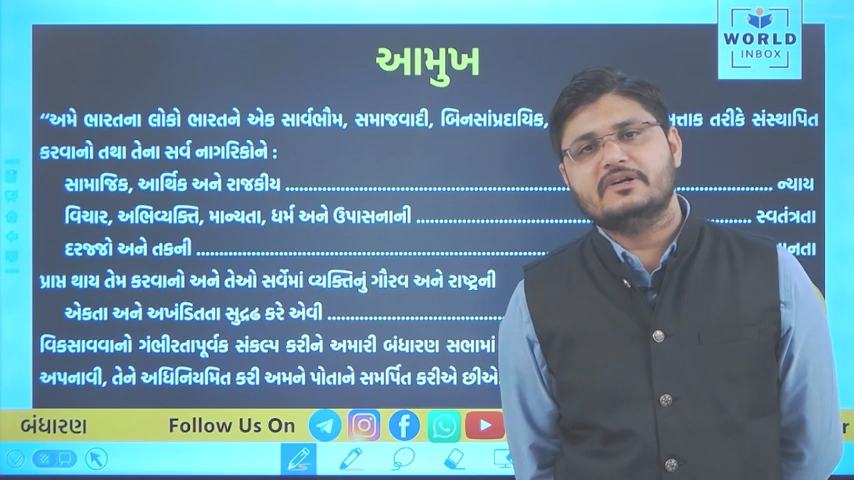 WORLD
INBOX
આમુખ
“અમે ભારતના લોકો ભારતને એક સાર્વભૌમ, સમાજવાદી, બિનસાંપ્રદાયિક, તરીકે સંસ્થાપિત
કરવાનો તથા તેના સર્વ નાગરિકોને :
સામાજિક, આર્થિક અને રાજકીય ન્યાય
વિચાર, અભિવ્યક્તિ, માન્યતા, ધર્મ અને ઉપાસનાની સ્વતંત્રતા
દરજ્જો અને તકની
પ્રાપ્ત થાય તેમ કરવાનો અને તેઓ સર્વેમાં વ્યક્તિનું ગૌરવ અને રાષ્ટ્રની
એકતા અને અખંડિતતા સુદ્રઢ કરે એવી
વિકસાવવાનો ગંભીરતાપૂર્વક સંકલ્પ કરીને અમારી બંધારણ સભામાં
અપનાવી, તેને અધિનિયમિત કરી અમને પોતાને સમર્પિત કરીએ છીએ.
બંધારણ Follow Us On